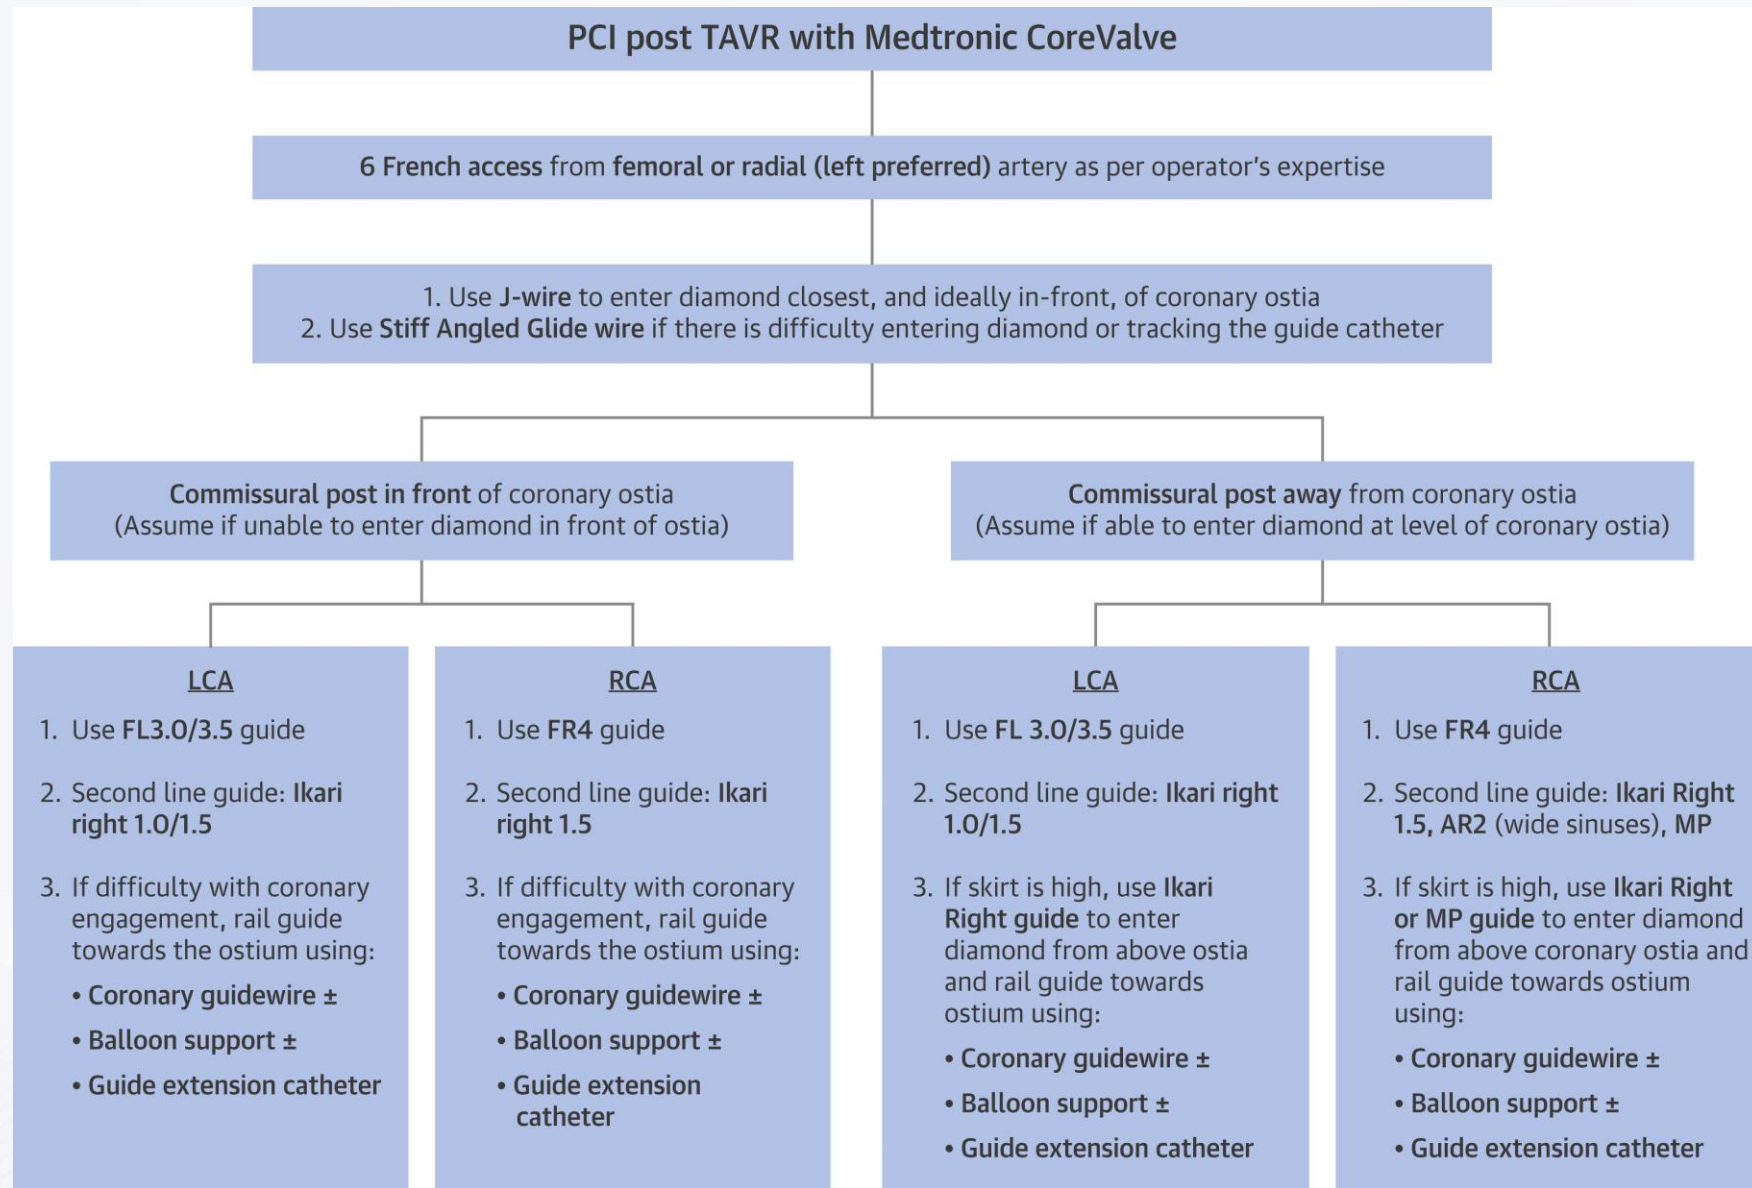 PCI post TAVR with Medtronic CoreValve
6 French access from femoral or radial (left preferred) artery as per operator's expertise
1. Use J-wire to enter diamond closest, and ideally in-front, of coronary ostia
2. Use Stiff Angled Glide wire if there is difficulty entering diamond or tracking the guide catheter
Commissural post in front of coronary ostia
(Assume if unable to enter diamond in front of ostia)
Commissural post away from coronary ostia
(Assume if able to enter diamond at level of coronary ostia)
LCA
1. Use FL3.0/3.5 guide
2. Second line guide: Ikari
right 1.0/1.5
3. If difficulty with coronary
engagement, rail guide
towards the ostium using:
• Coronary guidewire ±
• Balloon support ±
• Guide extension catheter
RCA
1. Use FR4 guide
2. Second line guide: Ikari
right 1.5
3. If difficulty with coronary
engagement, rail guide
towards the ostium using:
• Coronary guidewire ±
• Balloon support ±
• Guide extension
catheter
LCA
1. Use FL 3.0/3.5 guide
2. Second line guide: Ikari right
1.0/1.5
3. If skirt is high, use Ikari
Right guide to enter
diamond from above ostia
and rail guide towards
ostium using:
• Coronary guidewire ±
• Balloon support ±
• Guide extension catheter
RCA
1. Use FR4 guide
2. Second line guide: Ikari Right
1.5, AR2 (wide sinuses), MP
3. If skirt is high, use Ikari Right
or MP guide to enter diamond
from above coronary ostia and
rail guide towards ostium
using:
• Coronary guidewire ±
• Balloon support ±
• Guide extension catheter